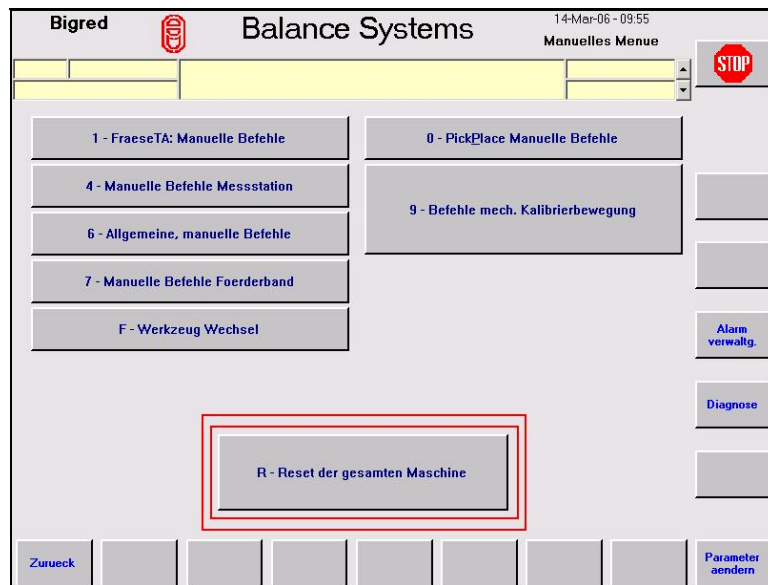 Bigred
Balance Systems
14-Mar-06 - 09:55
Manuelles Menue
STOP
1 - FraeseTA: Manuelle Befehle
0 - PickPlace Manuelle Befehle
4 - Manuelle Befehle Messstation
9 - Befehle mech. Kalibrierbewegung
6 - Allgemeine, manuelle Befehle
7 - Manuelle Befehle Foerderband
F - Werkzeug Wechsel
Alarm
verwaltg.
Diagnose
R - Reset der gesamten Maschine
Zurueck
Parameter
aendern